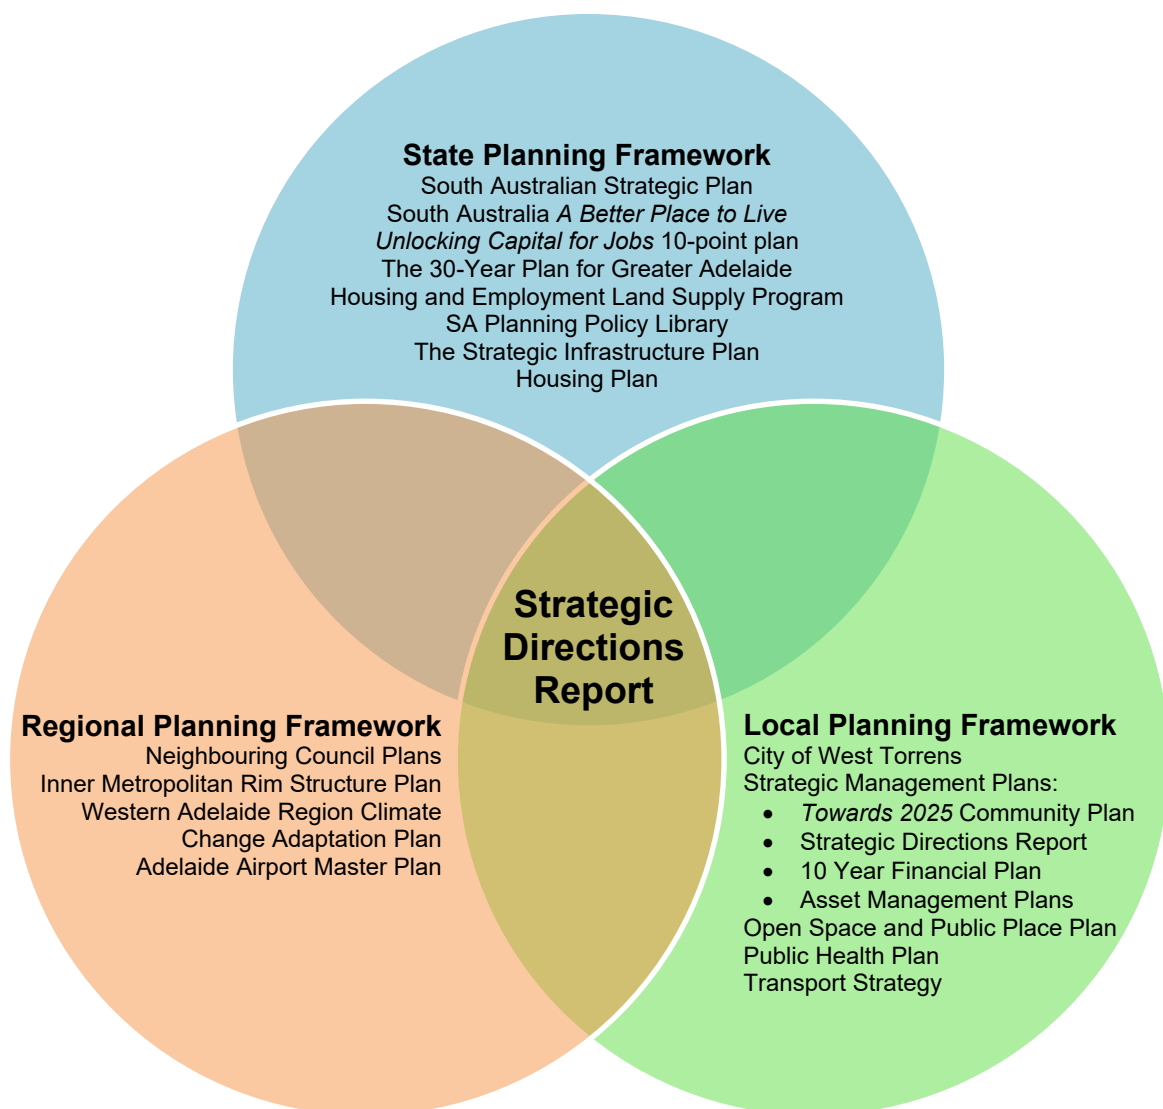 State Planning Framework
South Australian Strategic Plan
South Australia A Better Place to Live
Unlocking Capital for Jobs 10-point plan
The 30-Year Plan for Greater Adelaide
Housing and Employment Land Supply Program
SA Planning Policy Library
The Strategic Infrastructure Plan
Housing Plan
Strategic
Directions
Report
Regional Planning Framework
Neighbouring Council Plans
Inner Metropolitan Rim Structure Plan
Western Adelaide Region Climate
Change Adaptation Plan
Adelaide Airport Master Plan
Local Planning Framework
City of West Torrens
Strategic Management Plans:
• Towards 2025 Community Plan
• Strategic Directions Report
• 10 Year Financial Plan
• Asset Management Plans
Open Space and Public Place Plan
Public Health Plan
Transport Strategy